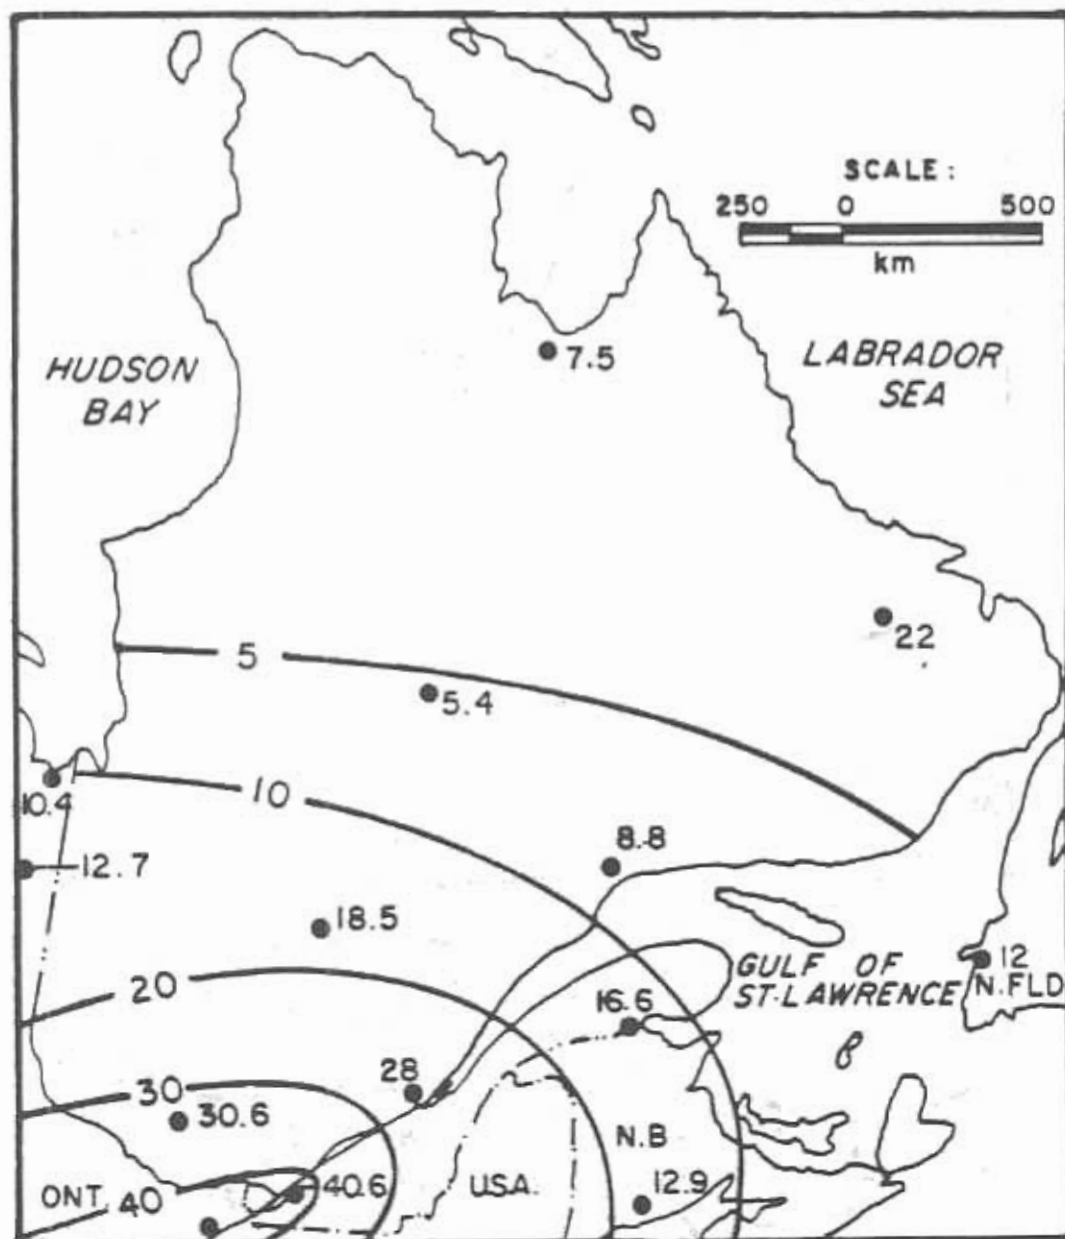 SCALE :
250 0 500
km
HUDSON
BAY
7.5
LABRADOR
SEA
22
5
5.4
10.4
10
12.7
8.8
18.5
20
GULF OF
ST. LAWRENCE
12
N. FLD
16.6
28
30
30.6
N.B
ONT.
40
40.6
U.S.A.
12.9